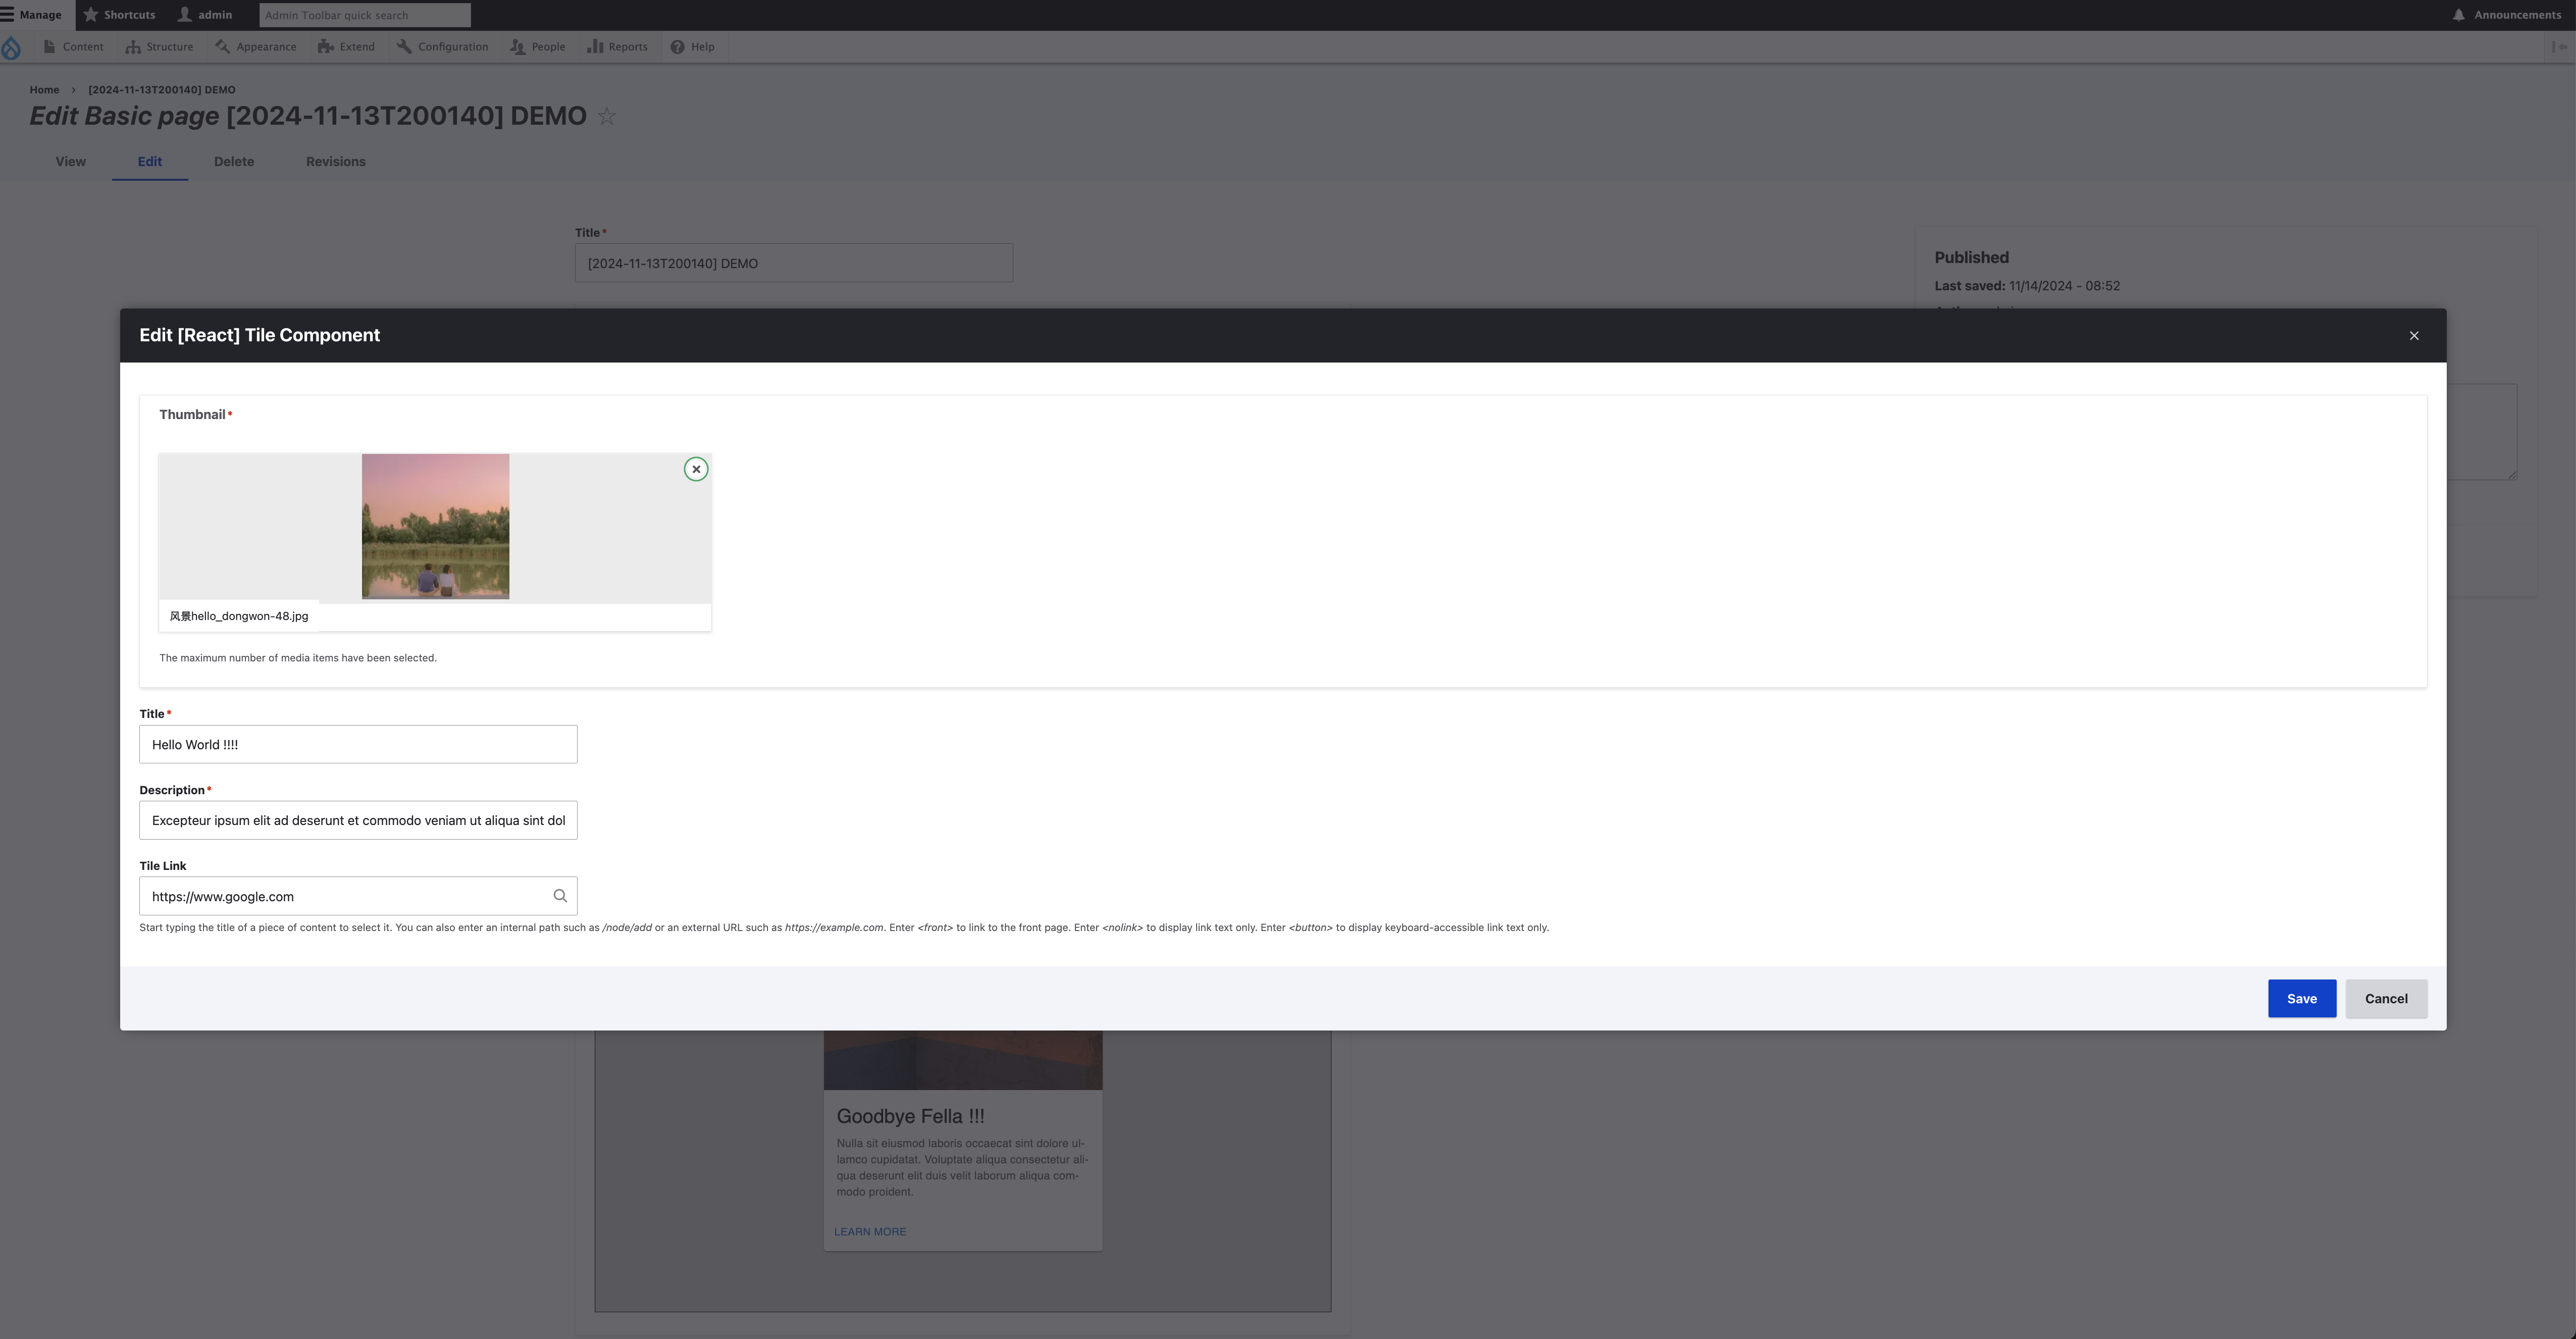 Manage Shortcuts admin Admin Toolbar quick search Announcements
Content Structure Appearance Extend Configuration People Reports Help
Home › [2024-11-13T200140] DEMO
Edit Basic page [2024-11-13T200140] DEMO
View Edit Delete Revisions
Title*
[2024-11-13T200140] DEMO
Published
Last saved: 11/14/2024 - 08:52
Edit [React] Tile Component
Thumbnail*
风景hello_dongwon-48.jpg
The maximum number of media items have been selected.
Title*
Hello World !!!!
Description*
Excepteur ipsum elit ad deserunt et commodo veniam ut aliqua sint dol
Tile Link
https://www.google.com
Start typing the title of a piece of content to select it. You can also enter an internal path such as /node/add or an external URL such as https://example.com. Enter <front> to link to the front page. Enter <nolink> to display link text only. Enter <button> to display keyboard-accessible link text only.
Save Cancel
Goodbye Fella !!!
Nulla sit eiusmod laboris occaecat sint dolore ul-
lamco cupidatat. Voluptate aliqua consectetur ali-
qua deserunt elit duis velit laborum aliqua com-
modo proident.
LEARN MORE